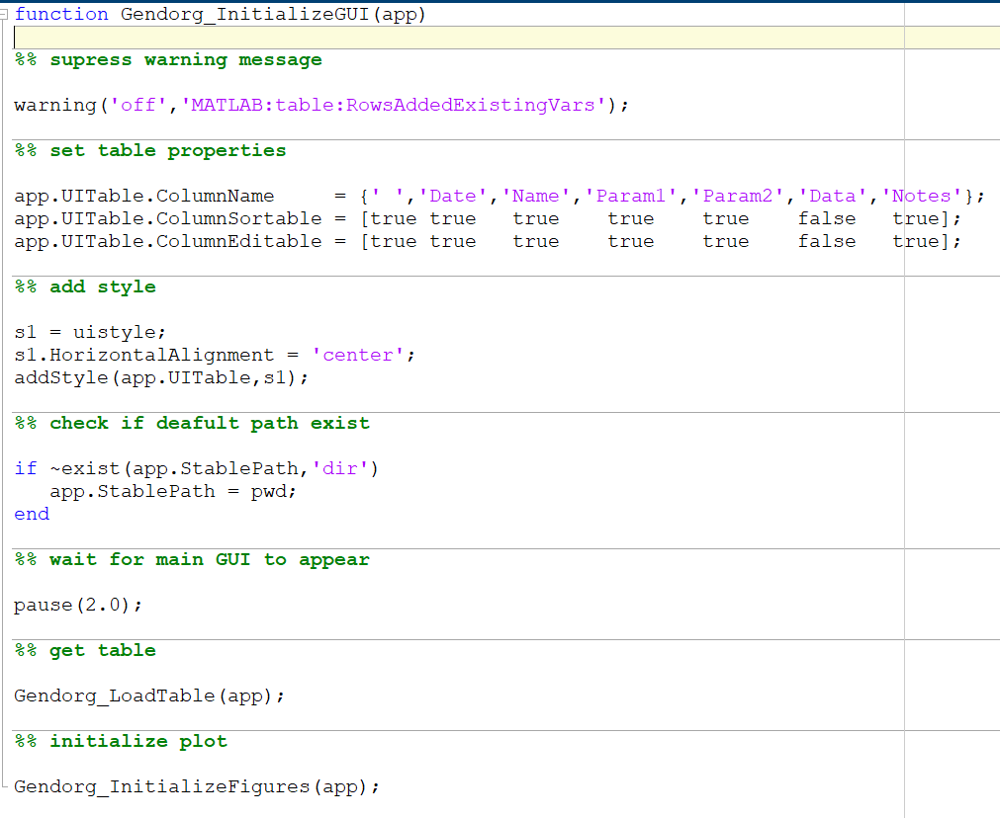 function Gendorg_InitializeGUI(app)
%% supress warning message
warning('off','MATLAB:table:RowsAddedExistingVars');
%% set table properties
app.UITable.ColumnName     = {' ','Date','Name','Param1','Param2','Data','Notes'};
app.UITable.ColumnSortable = [true true   true    true    true    false   true];
app.UITable.ColumnEditable = [true true   true    true    true    false   true];
%% add style
s1 = uistyle;
s1.HorizontalAlignment = 'center';
addStyle(app.UITable,s1);
%% check if deafult path exist
if ~exist(app.StablePath,'dir')
   app.StablePath = pwd;
end
%% wait for main GUI to appear
pause(2.0);
%% get table
Gendorg_LoadTable(app);
%% initialize plot
Gendorg_InitializeFigures(app);